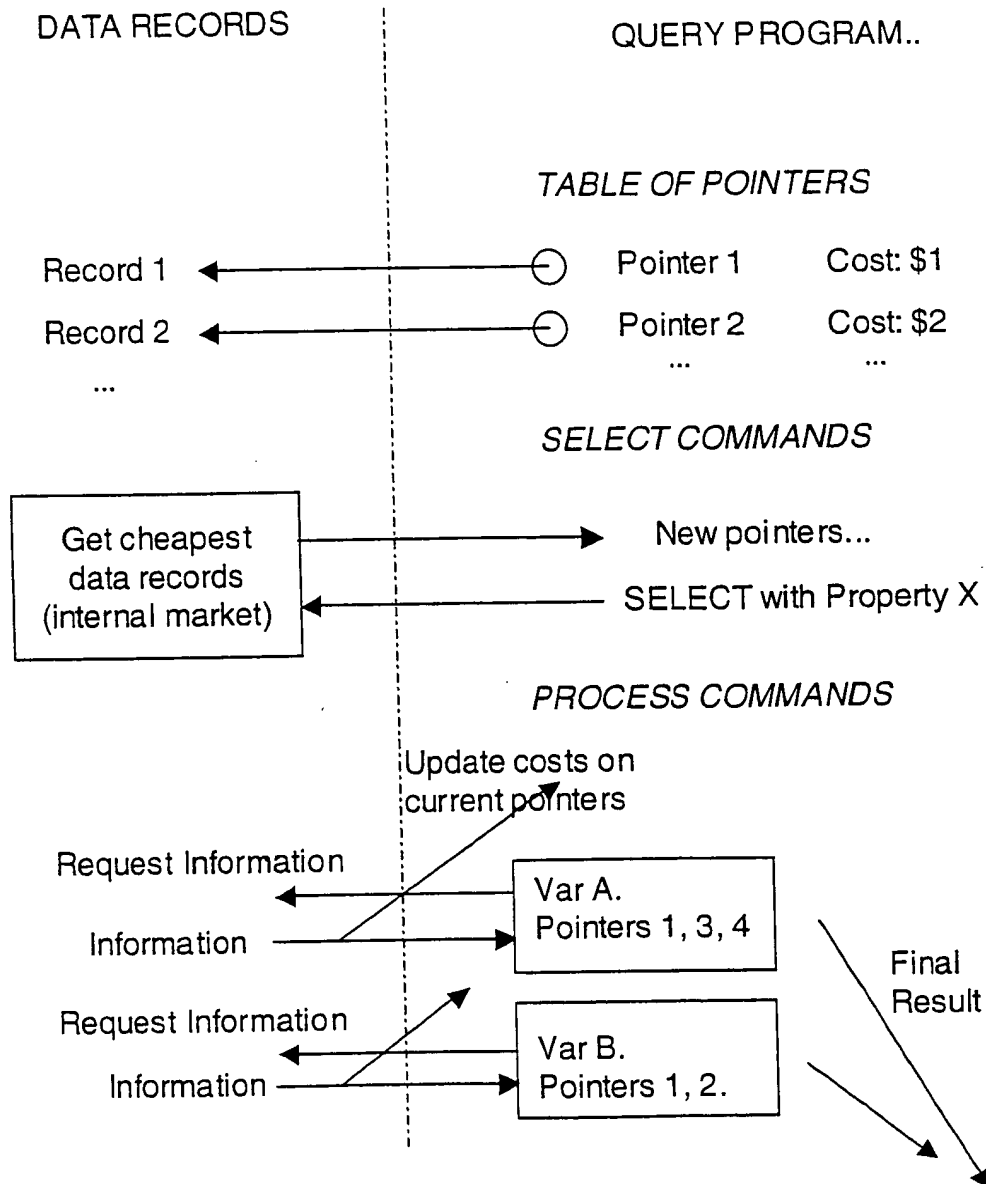 DATA RECORDS
QUERY PROGRAM..
TABLE OF POINTERS
Record 1
Pointer 1
Cost: $1
Record 2
Pointer 2
Cost: $2
...
...
...
SELECT COMMANDS
Get cheapest
data records
(internal market)
New pointers...
SELECT with Property X
PROCESS COMMANDS
Update costs on
current pointers
Request Information
Information
Var A.
Pointers 1, 3, 4
Final
Result
Request Information
Information
Var B.
Pointers 1, 2.